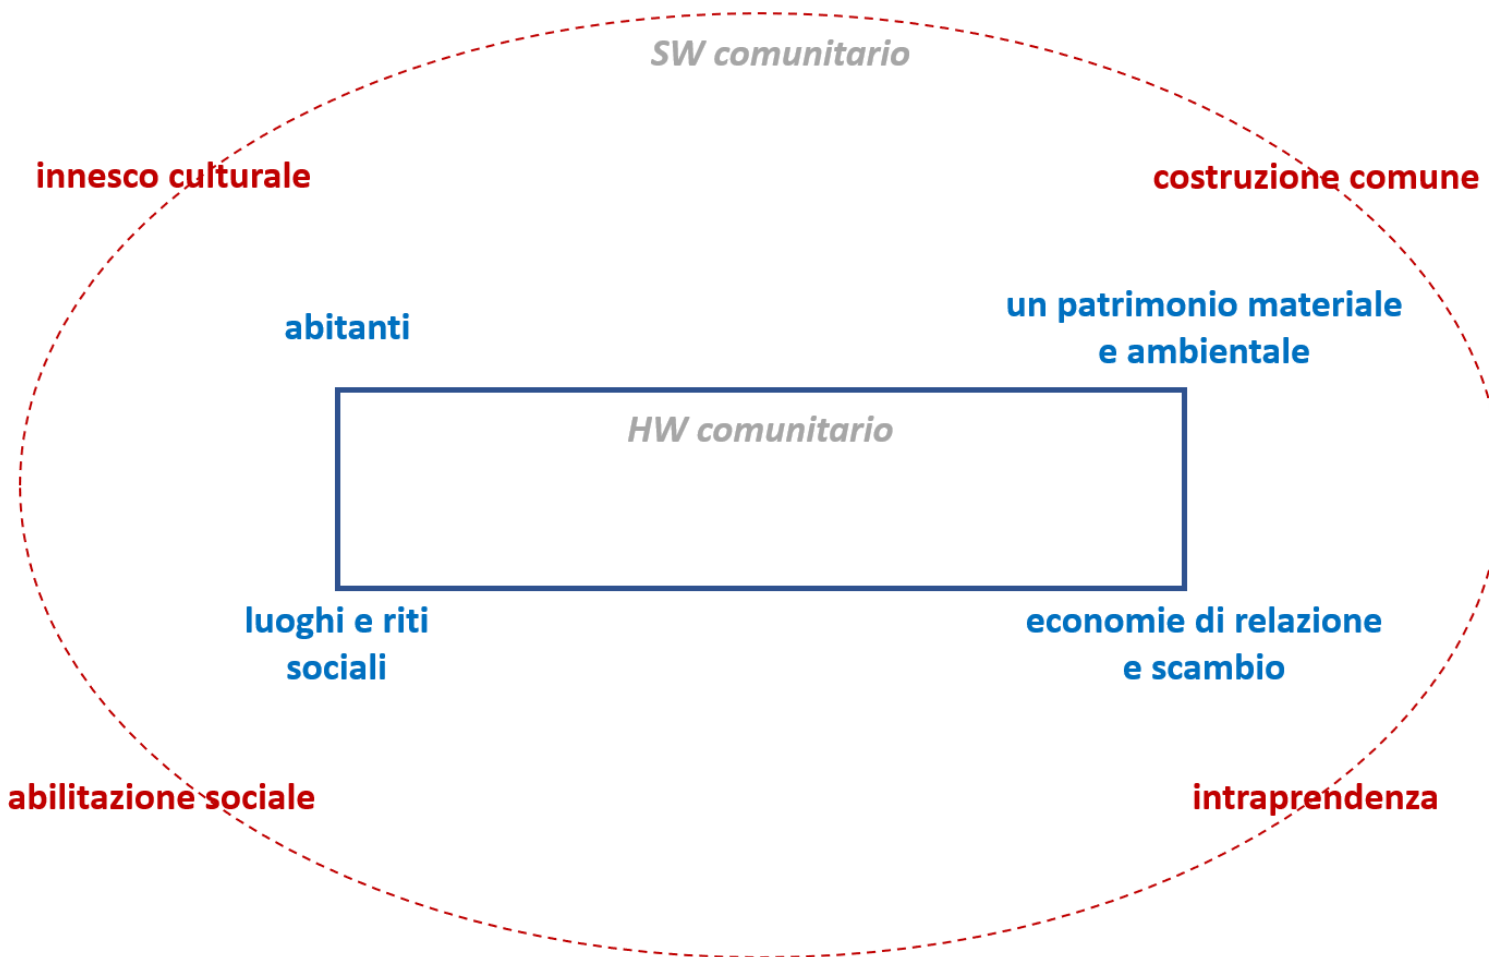 SW comunitario
innesco culturale
costruzione comune
abitanti
un patrimonio materiale
e ambientale
HW comunitario
luoghi e riti
sociali
economie di relazione
e scambio
abilitazione sociale
intraprendenza